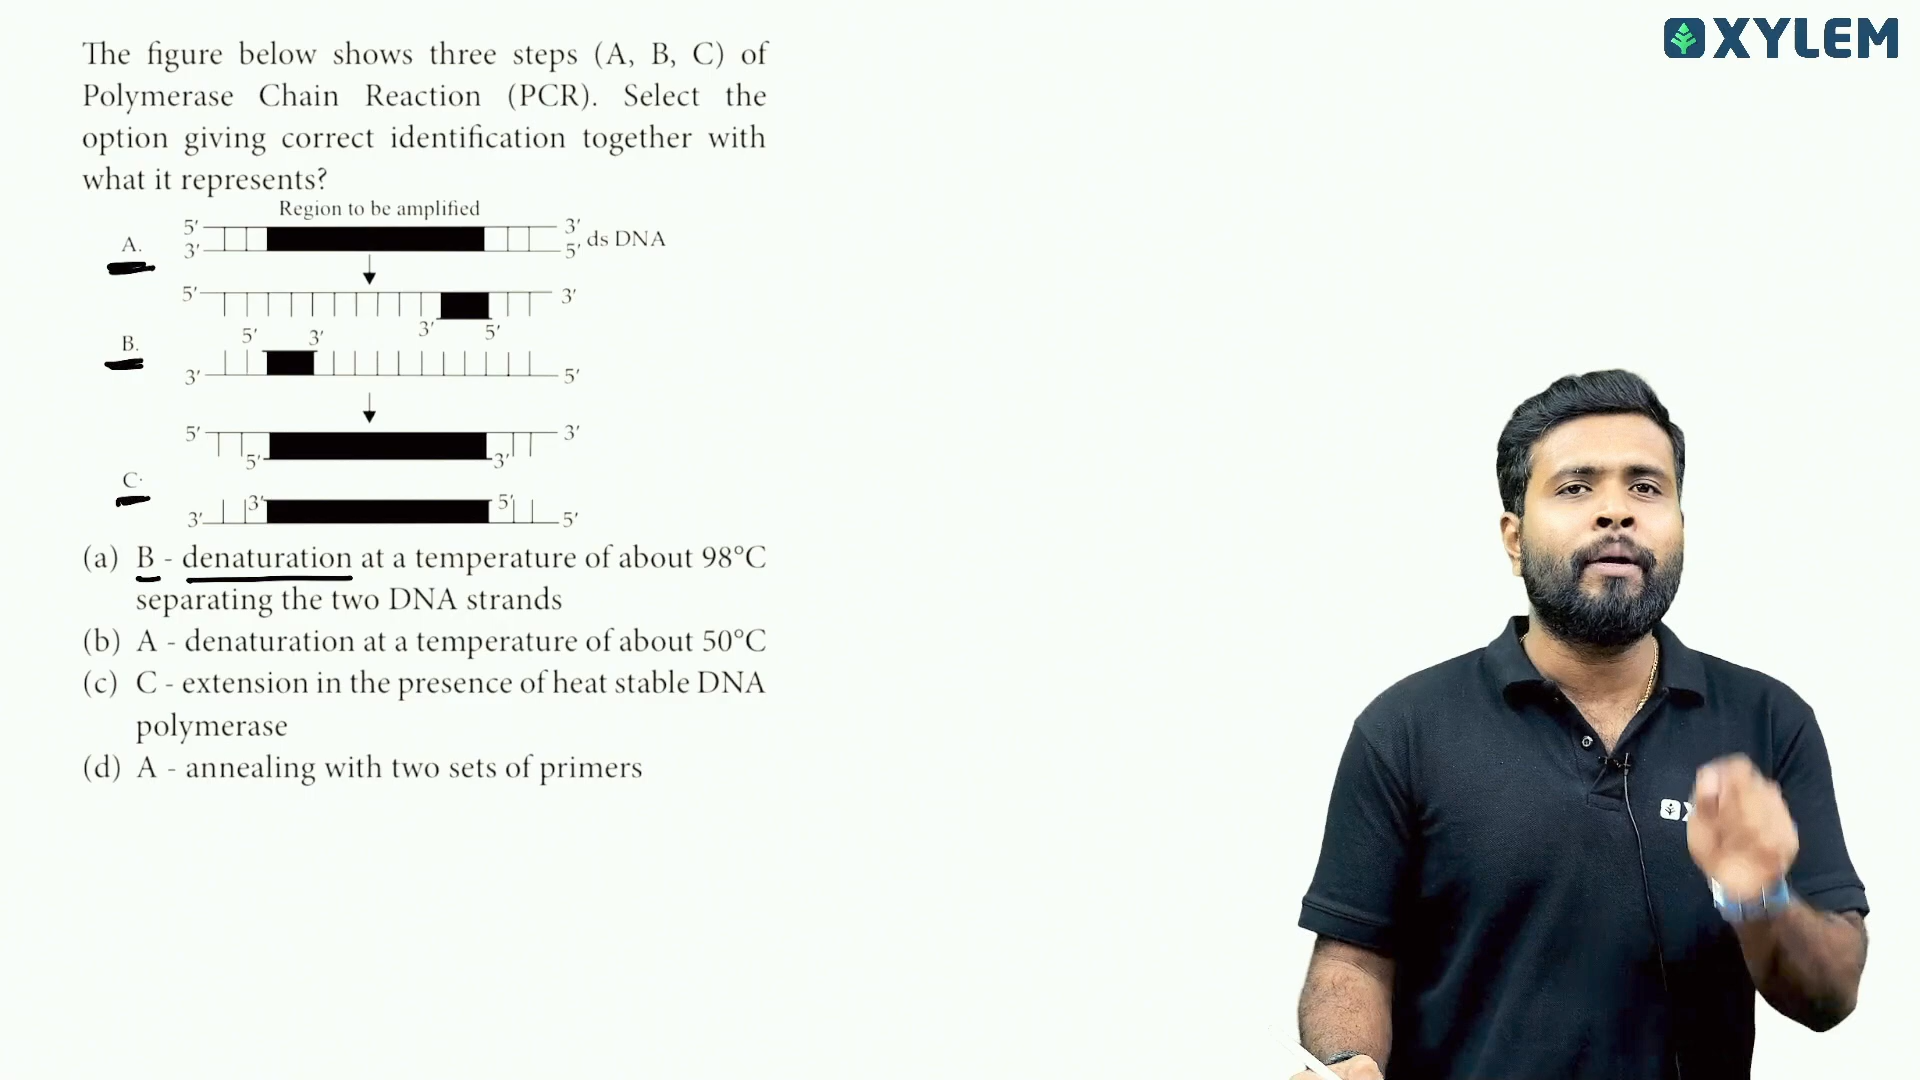 XYLEM
The figure below shows three steps (A, B, C) of
Polymerase Chain Reaction (PCR). Select the
option giving correct identification together with
what it represents?
Region to be amplified
A.
5′ 3′
3′ 5′ ds DNA
5′ 3′
3′ 5′
B.
5′ 3′
3′ 5′
C.
5′ 3′
5′ 3′
3′ 5′
3′ 5′
(a) B - denaturation at a temperature of about 98°C
separating the two DNA strands
(b) A - denaturation at a temperature of about 50°C
(c) C - extension in the presence of heat stable DNA
polymerase
(d) A - annealing with two sets of primers